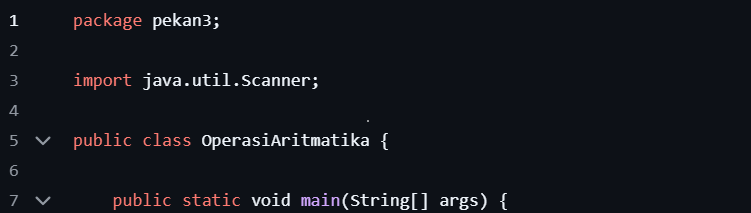 1 package pekan3;
2
3 import java.util.Scanner;
4
5 public class OperasiAritmatika {
6
7 public static void main(String[] args) {